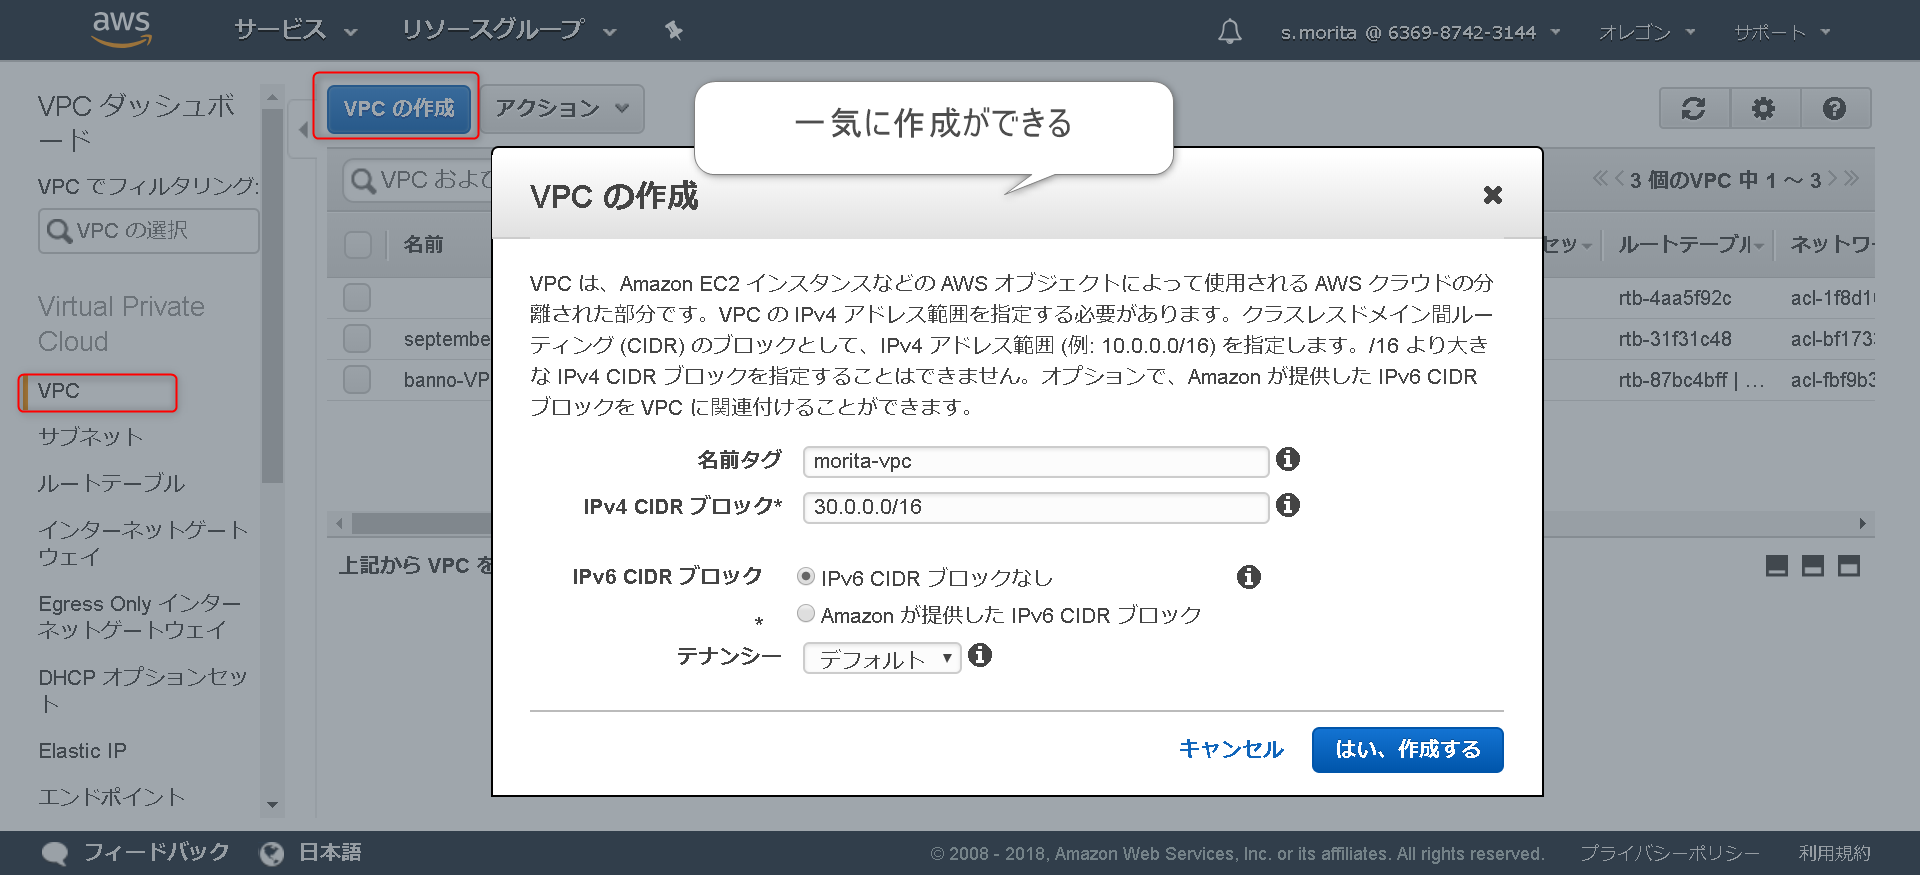 aws
サービス
リソースグループ
s.morita @ 6369-8742-3144
オレゴン
サポート
VPC ダッシュボ
ード
VPC でフィルタリング:
VPC の選択
Virtual Private
Cloud
VPC
サブネット
ルートテーブル
インターネットゲート
ウェイ
Egress Only インター
ネットゲートウェイ
DHCP オプションセッ
ト
Elastic IP
エンドポイント
VPC の作成
アクション
一気に作成ができる
VPC およ
3 個のVPC 中 1 ～ 3
名前
セッ
ルートテーブル
ネットワー
rtb-4aa5f92c
acl-1f8d1
septembe
rtb-31f31c48
acl-bf173
banno-VP
rtb-87bc4bff | ...
acl-fbf9b3
上記から VPC を
VPC の作成
VPC は、Amazon EC2 インスタンスなどの AWS オブジェクトによって使用される AWS クラウドの分
離された部分です。VPC の IPv4 アドレス範囲を指定する必要があります。クラスレスドメイン間ルー
ティング (CIDR) のブロックとして、IPv4 アドレス範囲 (例: 10.0.0.0/16) を指定します。/16 より大き
な IPv4 CIDR ブロックを指定することはできません。オプションで、Amazon が提供した IPv6 CIDR
ブロックを VPC に関連付けることができます。
名前タグ
morita-vpc
IPv4 CIDR ブロック*
30.0.0.0/16
IPv6 CIDR ブロック
*
IPv6 CIDR ブロックなし
Amazon が提供した IPv6 CIDR ブロック
テナンシー
デフォルト
キャンセル
はい、作成する
フィードバック
日本語
© 2008 - 2018, Amazon Web Services, Inc. or its affiliates. All rights reserved.
プライバシーポリシー
利用規約